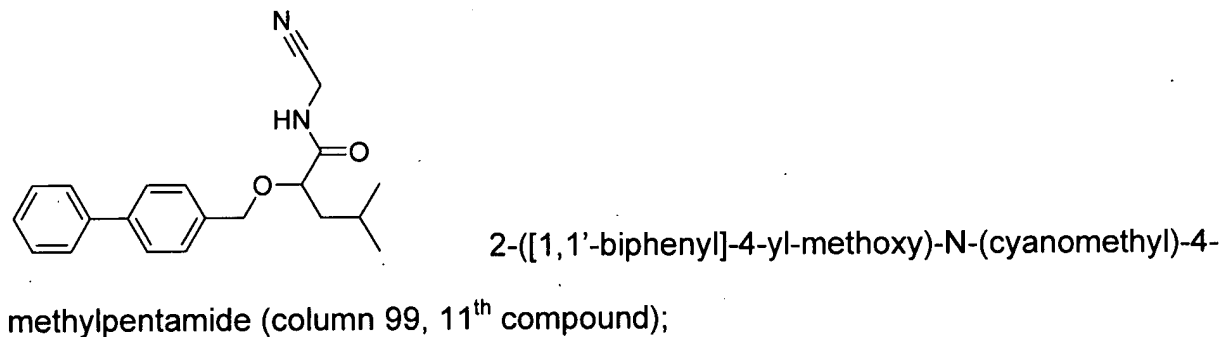 N
HN
O
O
2-([1,1'-biphenyl]-4-yl-methoxy)-N-(cyanomethyl)-4-
methylpentamide (column 99, 11th compound);